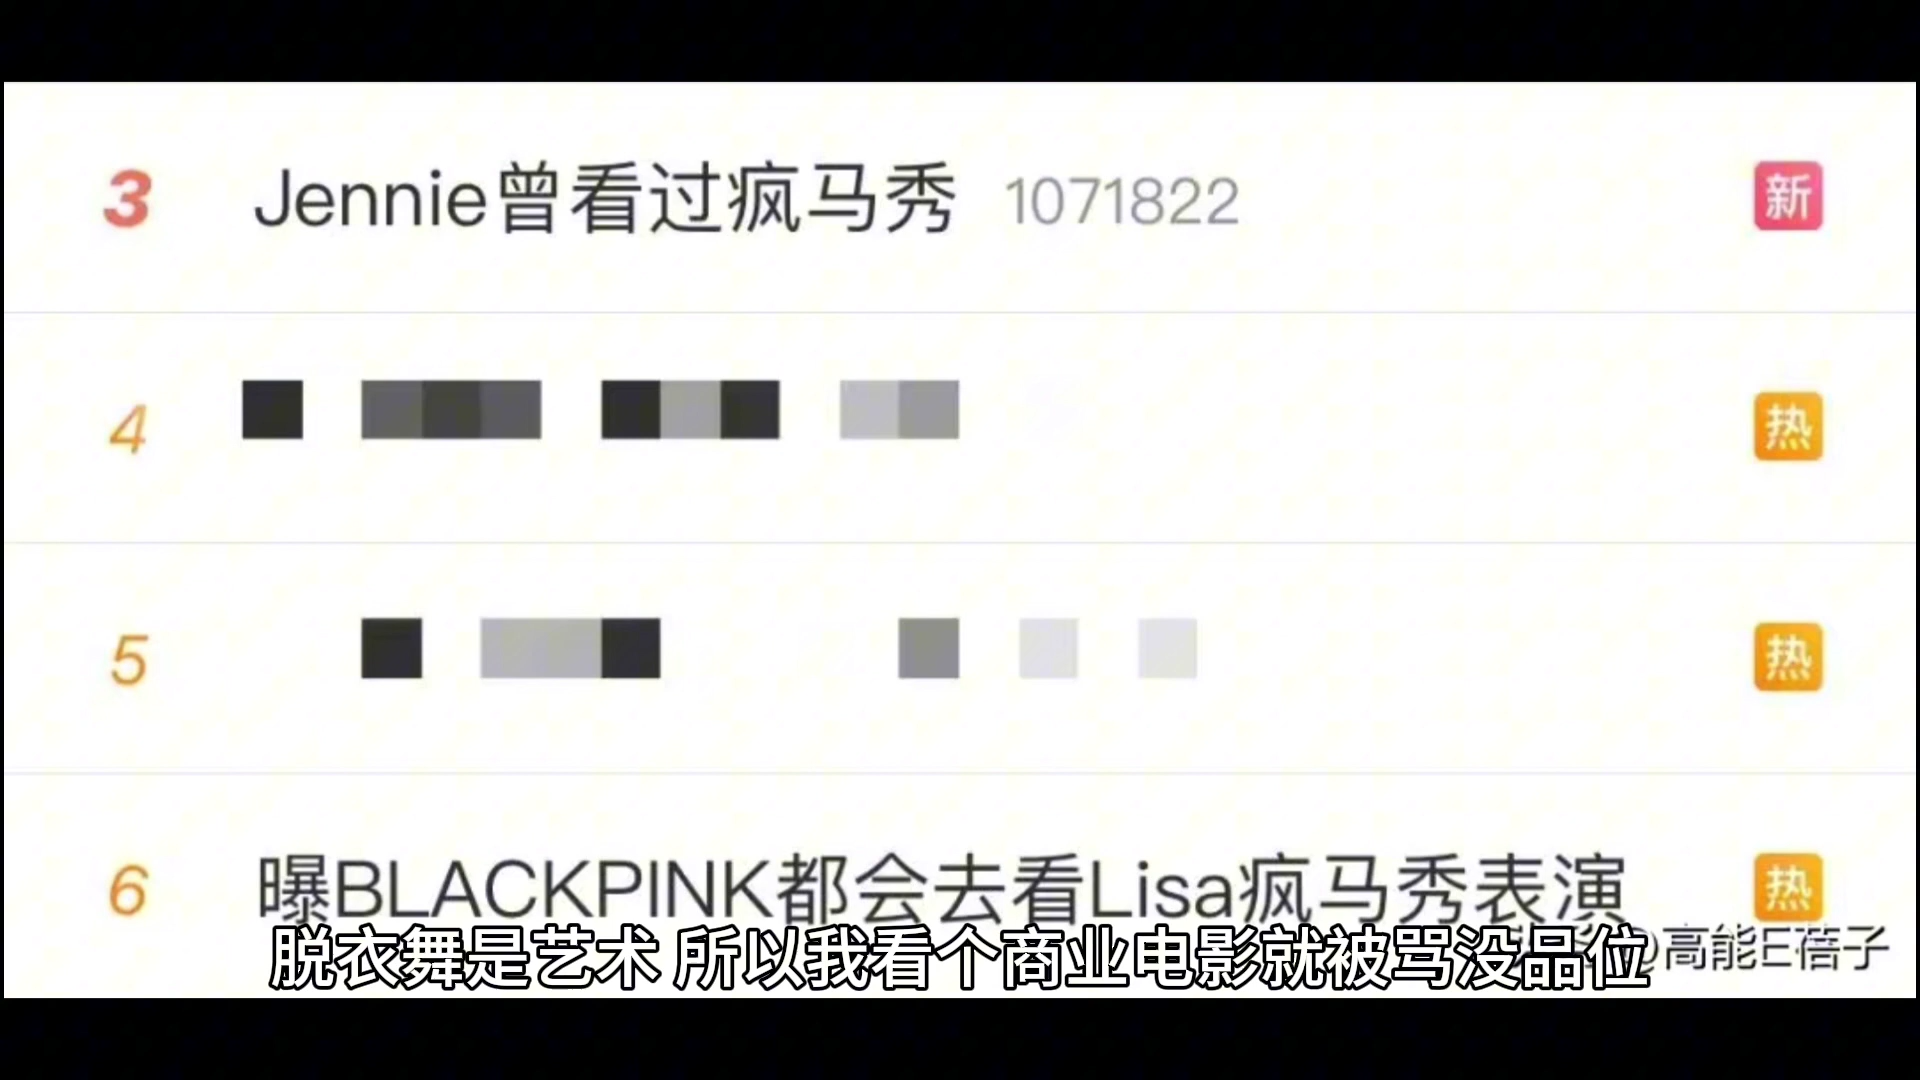 3 Jennie曾看过疯马秀 1071822 新
4 热
5 热
6 曝BLACKPINK都会去看Lisa疯马秀表演 热
@高能E蓓子
脱衣舞是艺术 所以我看个商业电影就被骂没品位